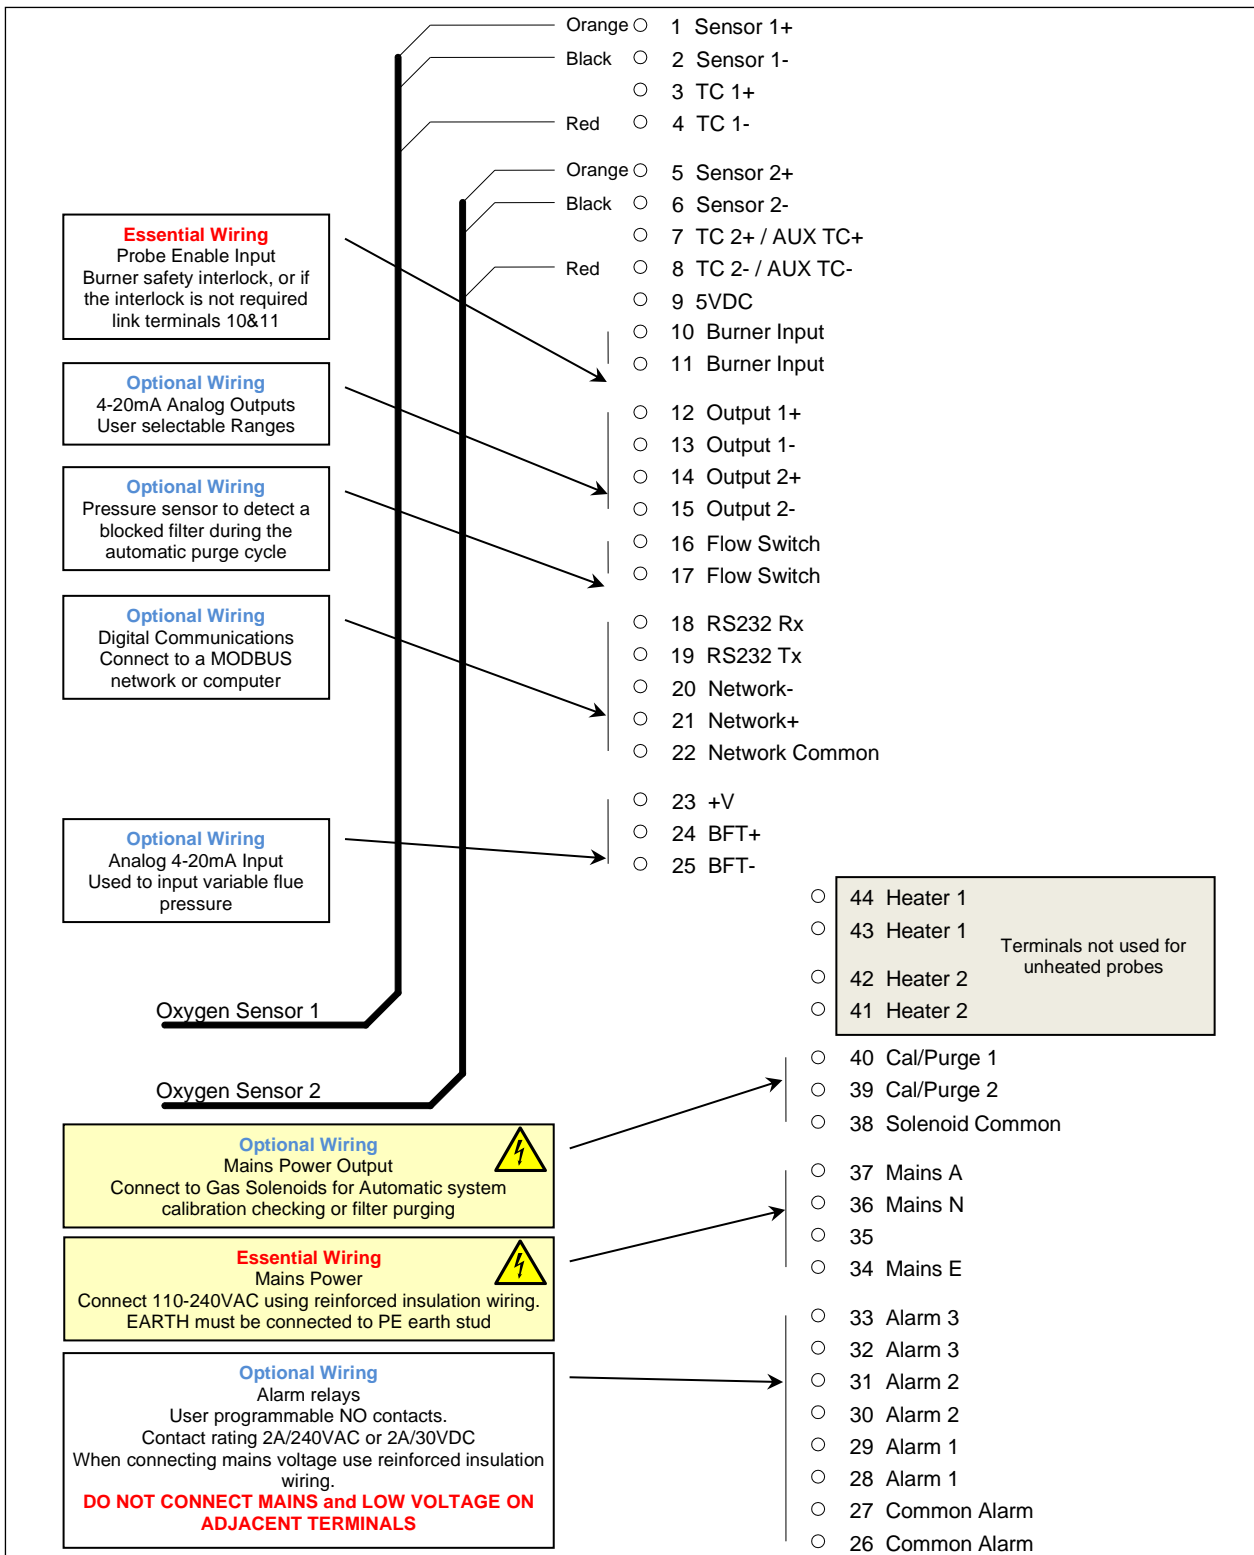 Orange 1 Sensor 1+
Black 2 Sensor 1-
3 TC 1+
Red 4 TC 1-
Orange 5 Sensor 2+
Black 6 Sensor 2-
7 TC 2+ / AUX TC+
Red 8 TC 2- / AUX TC-
9 5VDC
10 Burner Input
11 Burner Input
12 Output 1+
13 Output 1-
14 Output 2+
15 Output 2-
16 Flow Switch
17 Flow Switch
18 RS232 Rx
19 RS232 Tx
20 Network-
21 Network+
22 Network Common
23 +V
24 BFT+
25 BFT-
Essential Wiring
Probe Enable Input
Burner safety interlock, or if
the interlock is not required
link terminals 10&11
Optional Wiring
4-20mA Analog Outputs
User selectable Ranges
Optional Wiring
Pressure sensor to detect a
blocked filter during the
automatic purge cycle
Optional Wiring
Digital Communications
Connect to a MODBUS
network or computer
Optional Wiring
Analog 4-20mA Input
Used to input variable flue
pressure
44 Heater 1
43 Heater 1
42 Heater 2
41 Heater 2
Terminals not used for
unheated probes
Oxygen Sensor 1
Oxygen Sensor 2
40 Cal/Purge 1
39 Cal/Purge 2
38 Solenoid Common
37 Mains A
36 Mains N
35
34 Mains E
33 Alarm 3
32 Alarm 3
31 Alarm 2
30 Alarm 2
29 Alarm 1
28 Alarm 1
27 Common Alarm
26 Common Alarm
Optional Wiring
Mains Power Output
Connect to Gas Solenoids for Automatic system
calibration checking or filter purging
Essential Wiring
Mains Power
Connect 110-240VAC using reinforced insulation wiring.
EARTH must be connected to PE earth stud
Optional Wiring
Alarm relays
User programmable NO contacts.
Contact rating 2A/240VAC or 2A/30VDC
When connecting mains voltage use reinforced insulation
wiring.
DO NOT CONNECT MAINS and LOW VOLTAGE ON
ADJACENT TERMINALS